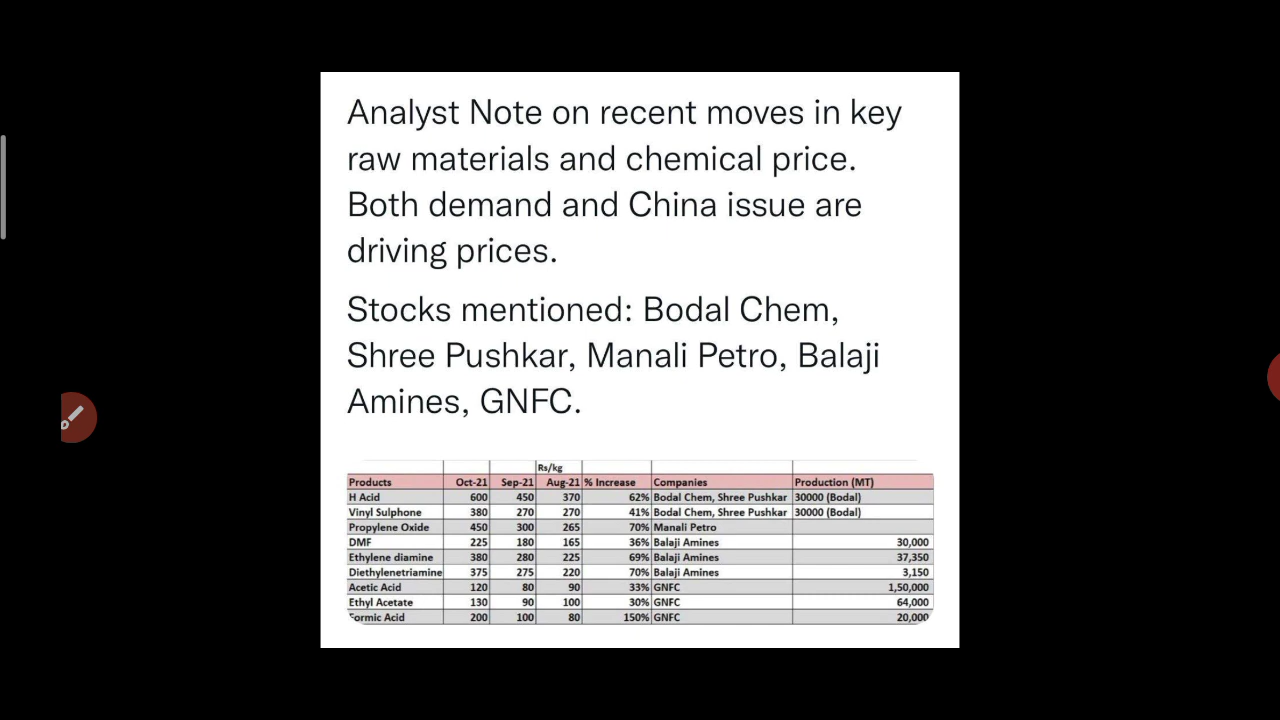 Analyst Note on recent moves in key
raw materials and chemical price.
Both demand and China issue are
driving prices.
Stocks mentioned: Bodal Chem,
Shree Pushkar, Manali Petro, Balaji
Amines, GNFC.
Rs/kg
Products Oct-21 Sep-21 Aug-21 % Increase Companies Production (MT)
H Acid 600 450 370 62% Bodal Chem, Shree Pushkar 30000 (Bodal)
Vinyl Sulphone 380 270 270 41% Bodal Chem, Shree Pushkar 30000 (Bodal)
Propylene Oxide 450 300 265 70% Manali Petro
DMF 225 180 165 36% Balaji Amines 30,000
Ethylene diamine 380 280 225 69% Balaji Amines 37,350
Diethylenetriamine 375 275 220 70% Balaji Amines 3,150
Acetic Acid 120 80 90 33% GNFC 1,50,000
Ethyl Acetate 130 90 100 30% GNFC 64,000
Formic Acid 200 100 80 150% GNFC 20,000